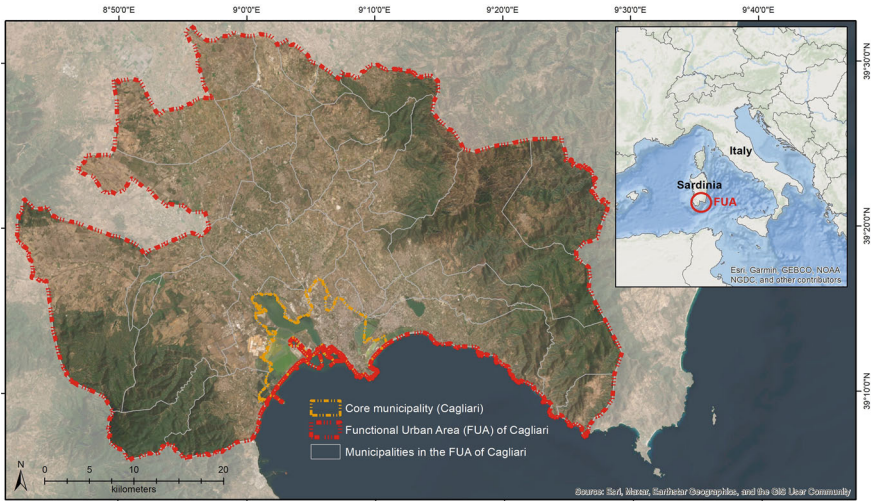 8°50'0"E 9°0'0"E 9°10'0"E 9°20'0"E 9°30'0"E 9°40'0"E
39°30'0"N
39°20'0"N
39°10'0"N
Italy
Sardinia
FUA
Esri, Garmin, GEBCO, NOAA
NGDC, and other contributors
Core municipality (Cagliari)
Functional Urban Area (FUA) of Cagliari
Municipalities in the FUA of Cagliari
N
0 5 10 20
kiilometers
Source: Esri, Maxar, Earthstar Geographics, and the GIS User Community